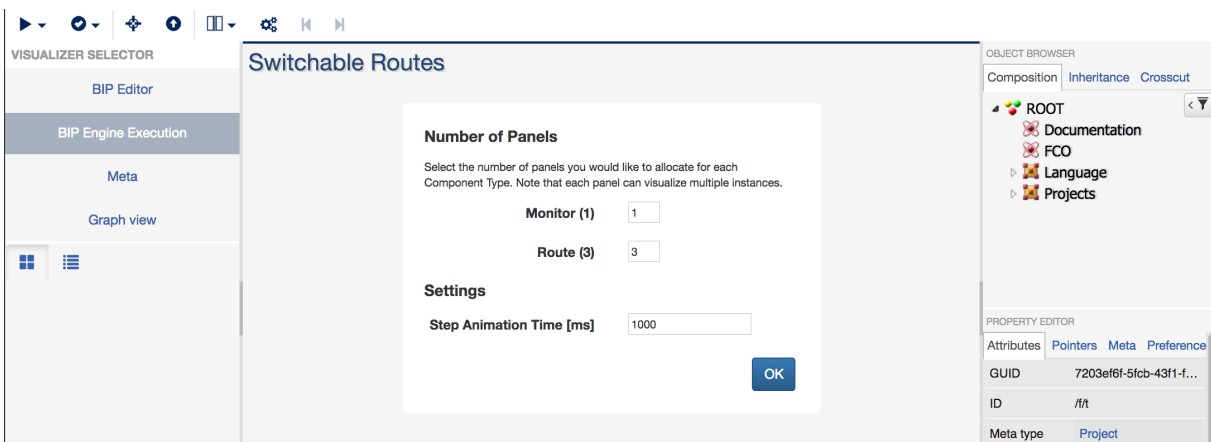 VISUALIZER SELECTOR
BIP Editor
BIP Engine Execution
Meta
Graph view
Switchable Routes
Number of Panels
Select the number of panels you would like to allocate for each
Component Type. Note that each panel can visualize multiple instances.
Monitor (1) 1
Route (3) 3
Settings
Step Animation Time [ms] 1000
OK
OBJECT BROWSER
Composition Inheritance Crosscut
ROOT
Documentation
FCO
Language
Projects
PROPERTY EDITOR
Attributes Pointers Meta Preference
GUID 7203ef6f-5fcb-43f1-f...
ID /f/t
Meta type Project